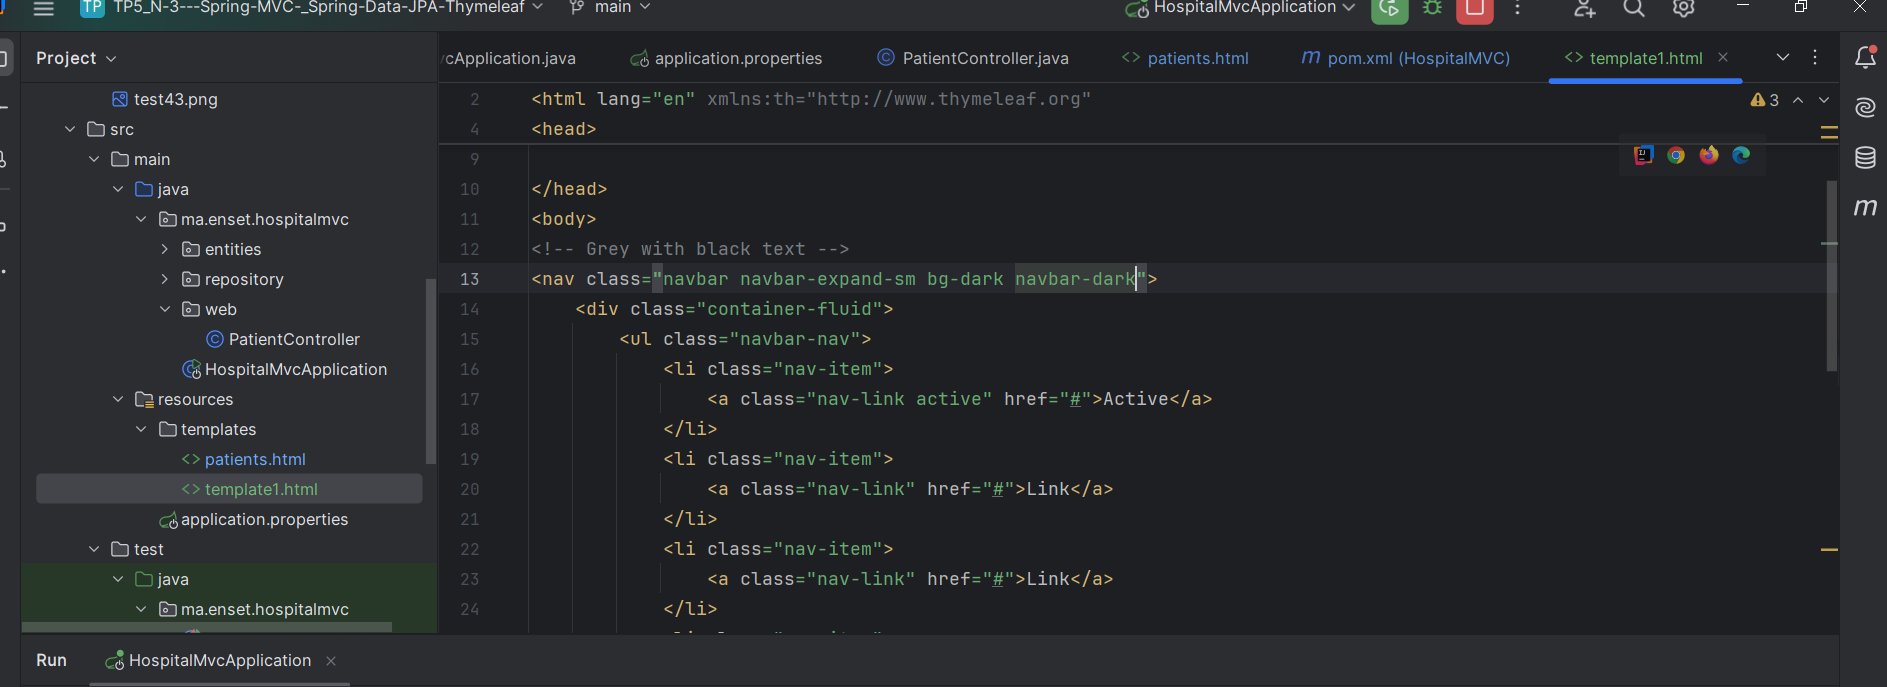 TP TP5_N-3---Spring-MVC-_Spring-Data-JPA-Thymeleaf main HospitalMvcApplication
Project
cApplication.java application.properties PatientController.java patients.html pom.xml (HospitalMVC) template1.html
test43.png
src
main
java
ma.enset.hospitalmvc
entities
repository
web
PatientController
HospitalMvcApplication
resources
templates
patients.html
template1.html
application.properties
test
java
ma.enset.hospitalmvc
2 <html lang="en" xmlns:th="http://www.thymeleaf.org"
3
4 <head>
9
10 </head>
11 <body>
12 <!-- Grey with black text -->
13 <nav class="navbar navbar-expand-sm bg-dark navbar-dark">
14 <div class="container-fluid">
15 <ul class="navbar-nav">
16 <li class="nav-item">
17 <a class="nav-link active" href="#">Active</a>
18 </li>
19 <li class="nav-item">
20 <a class="nav-link" href="#">Link</a>
21 </li>
22 <li class="nav-item">
23 <a class="nav-link" href="#">Link</a>
24 </li>
Run HospitalMvcApplication